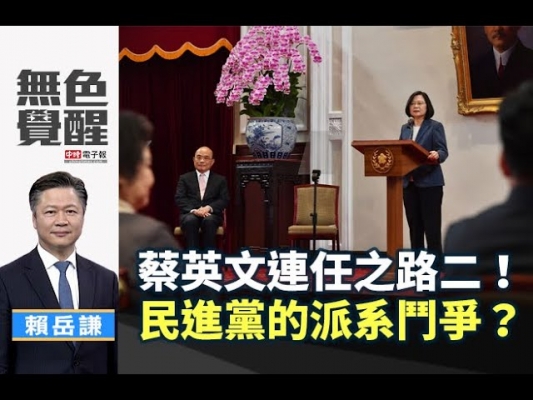 無色
覺醒
中時電子報
賴岳謙
蔡英文連任之路二！
民進黨的派系鬥爭？